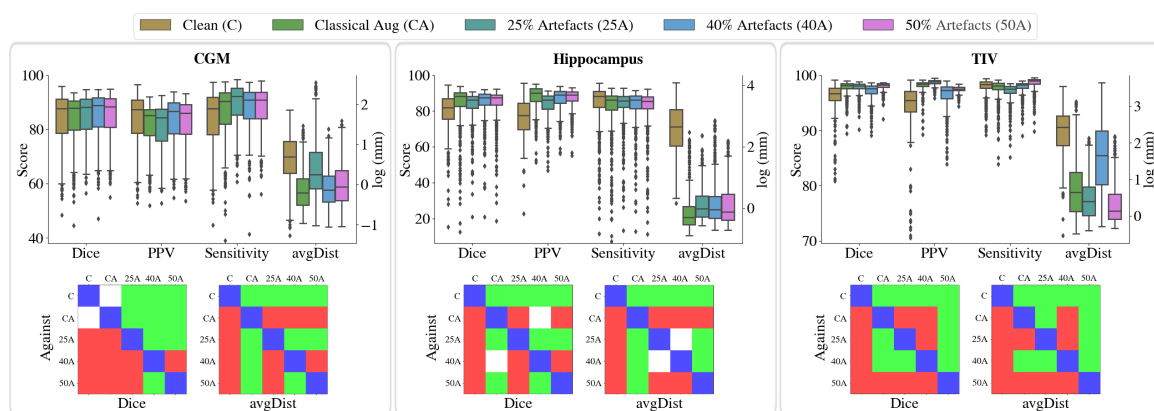 Clean (C) Classical Aug (CA) 25% Artefacts (25A) 40% Artefacts (40A) 50% Artefacts (50A)
CGM
100
80
60
40
Score
2
1
0
−1
log (mm)
Dice PPV Sensitivity avgDist
C CA 25A 40A 50A
C
CA
25A
40A
50A
Against
Dice
C CA 25A 40A 50A
avgDist
Hippocampus
100
80
60
40
20
Score
4
2
0
log (mm)
Dice PPV Sensitivity avgDist
C CA 25A 40A 50A
C
CA
25A
40A
50A
Against
Dice
C CA 25A 40A 50A
avgDist
TIV
100
90
80
70
Score
3
2
1
0
log (mm)
Dice PPV Sensitivity avgDist
C CA 25A 40A 50A
C
CA
25A
40A
50A
Against
Dice
C CA 25A 40A 50A
avgDist